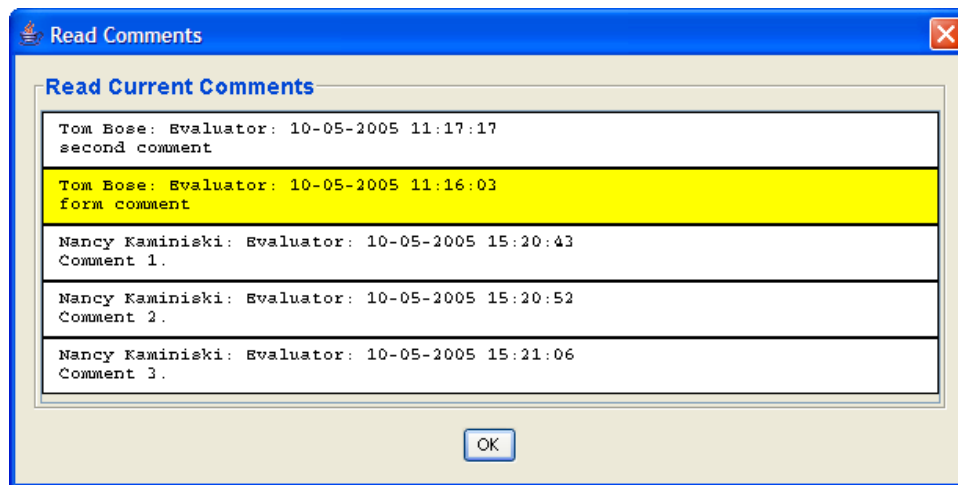 Read Comments
Read Current Comments
Tom Bose: Evaluator: 10-05-2005 11:17:17
second comment
Tom Bose: Evaluator: 10-05-2005 11:16:03
form comment
Nancy Kaminiski: Evaluator: 10-05-2005 15:20:43
Comment 1.
Nancy Kaminiski: Evaluator: 10-05-2005 15:20:52
Comment 2.
Nancy Kaminiski: Evaluator: 10-05-2005 15:21:06
Comment 3.
OK